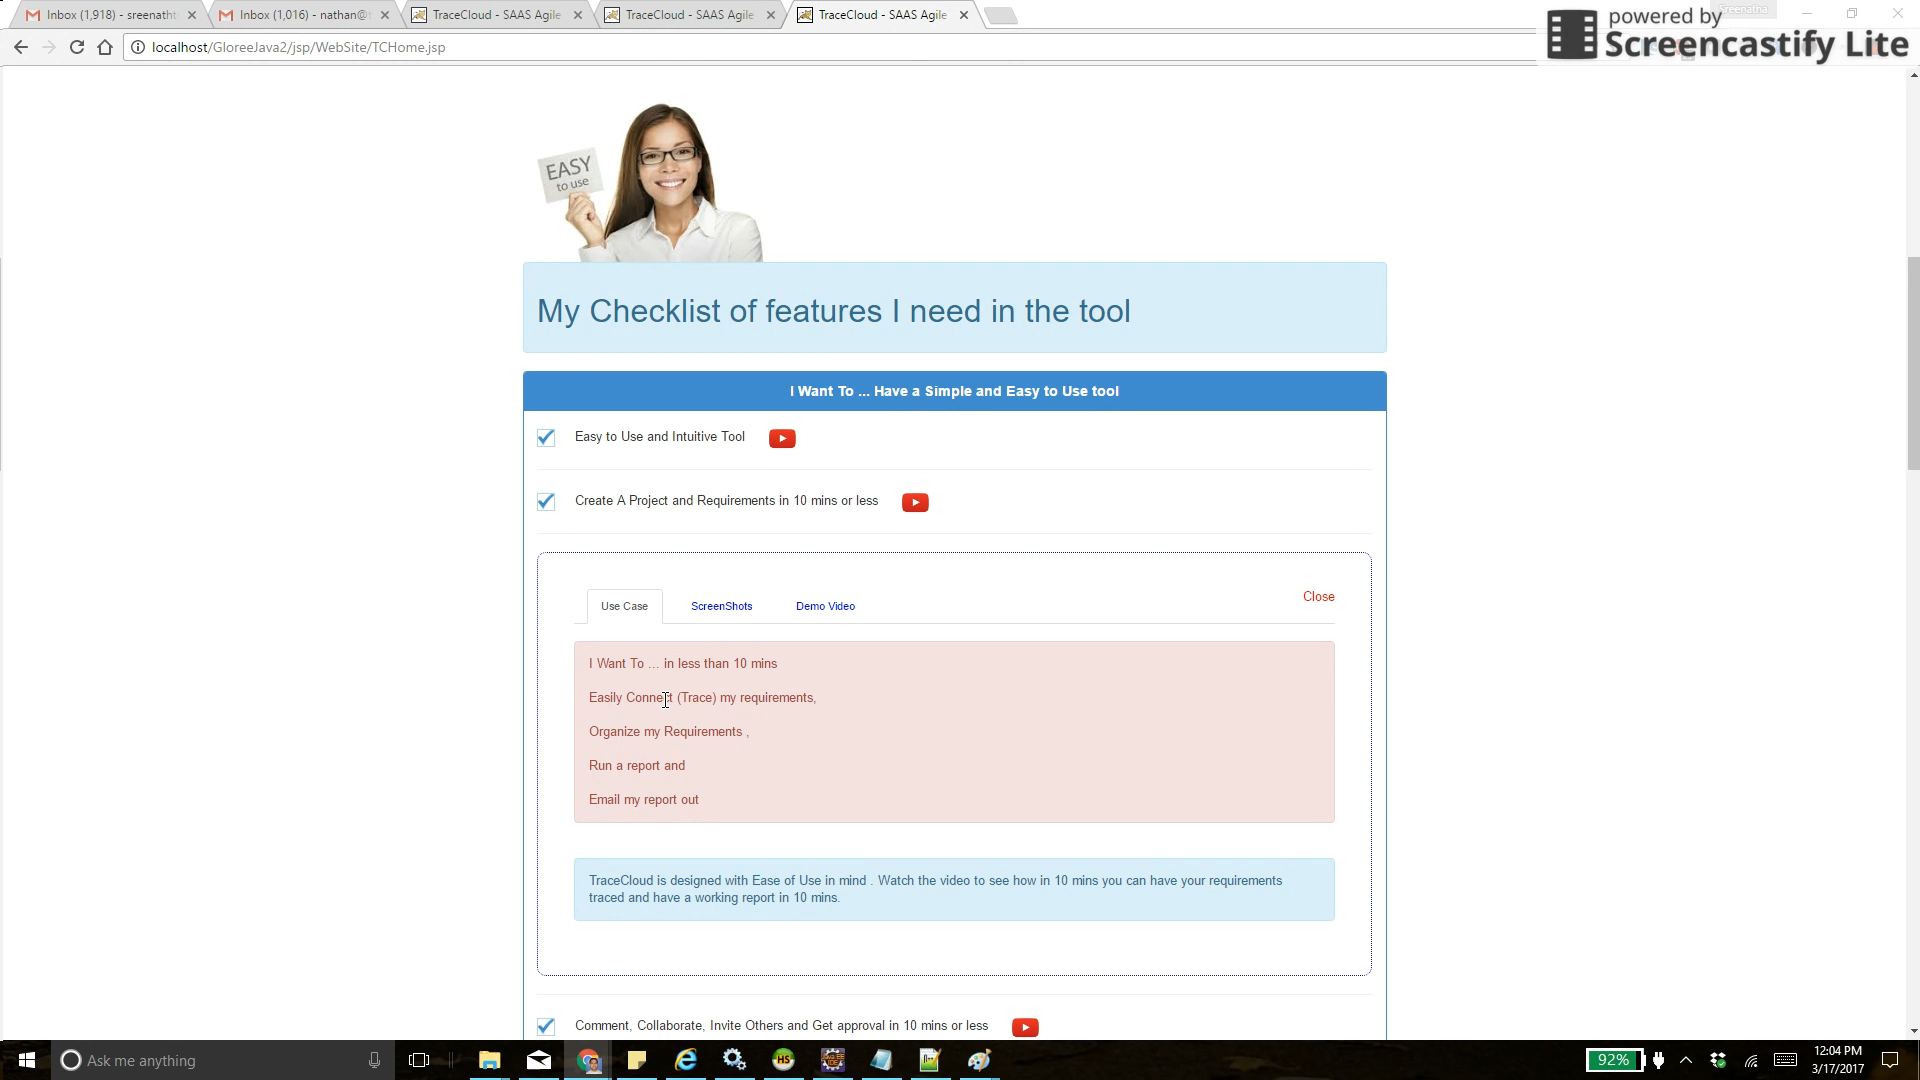 Inbox (1,918) - sreenatht
Inbox (1,016) - nathan@t
TraceCloud - SAAS Agile
TraceCloud - SAAS Agile
TraceCloud - SAAS Agile
Sreenatha
powered by
Screencastify Lite
localhost/GloreeJava2/jsp/WebSite/TCHome.jsp
EASY
to use
My Checklist of features I need in the tool
I Want To ... Have a Simple and Easy to Use tool
Easy to Use and Intuitive Tool
Create A Project and Requirements in 10 mins or less
Use Case
ScreenShots
Demo Video
Close
I Want To ... in less than 10 mins
Easily Connect (Trace) my requirements,
Organize my Requirements ,
Run a report and
Email my report out
TraceCloud is designed with Ease of Use in mind . Watch the video to see how in 10 mins you can have your requirements
traced and have a working report in 10 mins.
Comment, Collaborate, Invite Others and Get approval in 10 mins or less
Ask me anything
HS
92%
12:04 PM
3/17/2017